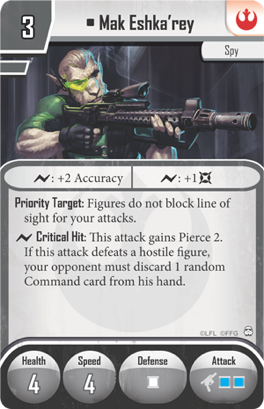 3
Mak Eshka'rey
Spy
: +2 Accuracy
: +1
Priority Target: Figures do not block line of
sight for your attacks.
Critical Hit: This attack gains Pierce 2.
If this attack defeats a hostile figure,
your opponent must discard 1 random
Command card from his hand.
©LFL ©FFG
Health
Speed
Defense
Attack
4
4